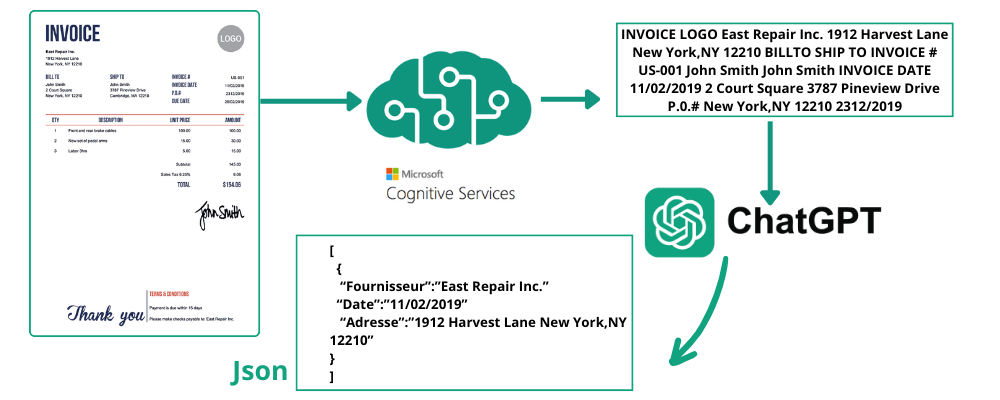 INVOICE
LOGO
East Repair Inc.
1912 Harvest Lane
New York, NY 12210
BILL TO SHIP TO INVOICE # US-001
John Smith John Smith INVOICE DATE 11/02/2019
2 Court Square 3787 Pineview Drive P.O.# 2312/2019
New York, NY 12210 Cambridge, MA 12210 DUE DATE 26/02/2019
QTY DESCRIPTION UNIT PRICE AMOUNT
1 Front and rear brake cables 100.00 100.00
2 New set of pedal arms 15.00 30.00
3 Labor 3hrs 5.00 15.00
Subtotal 145.00
Sales Tax 6.25% 9.06
TOTAL $154.06
John Smith
Thank you
TERMS & CONDITIONS
Payment is due within 15 days
Please make checks payable to: East Repair Inc.
Microsoft
Cognitive Services
INVOICE LOGO East Repair Inc. 1912 Harvest Lane
New York,NY 12210 BILLTO SHIP TO INVOICE #
US-001 John Smith John Smith INVOICE DATE
11/02/2019 2 Court Square 3787 Pineview Drive
P.0.# New York,NY 12210 2312/2019
ChatGPT
[
{
“Fournisseur”:”East Repair Inc.”
“Date”:”11/02/2019”
“Adresse”:”1912 Harvest Lane New York,NY
12210”
}
]
Json